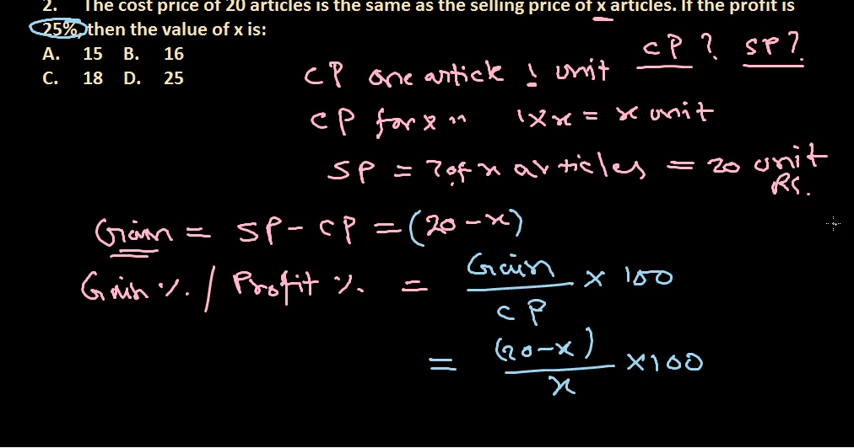 2. The cost price of 20 articles is the same as the selling price of x articles. If the profit is
25%, then the value of x is:
A. 15 B. 16
C. 18 D. 25
CP ? SP ?
CP one article 1 unit
CP for x " 1 X x = x unit
SP = ? of x articles = 20 unit
RS.
Gain = SP - CP = (20 - x)
Gain % / Profit % = Gain / CP × 100
= (20 - x) / x × 100